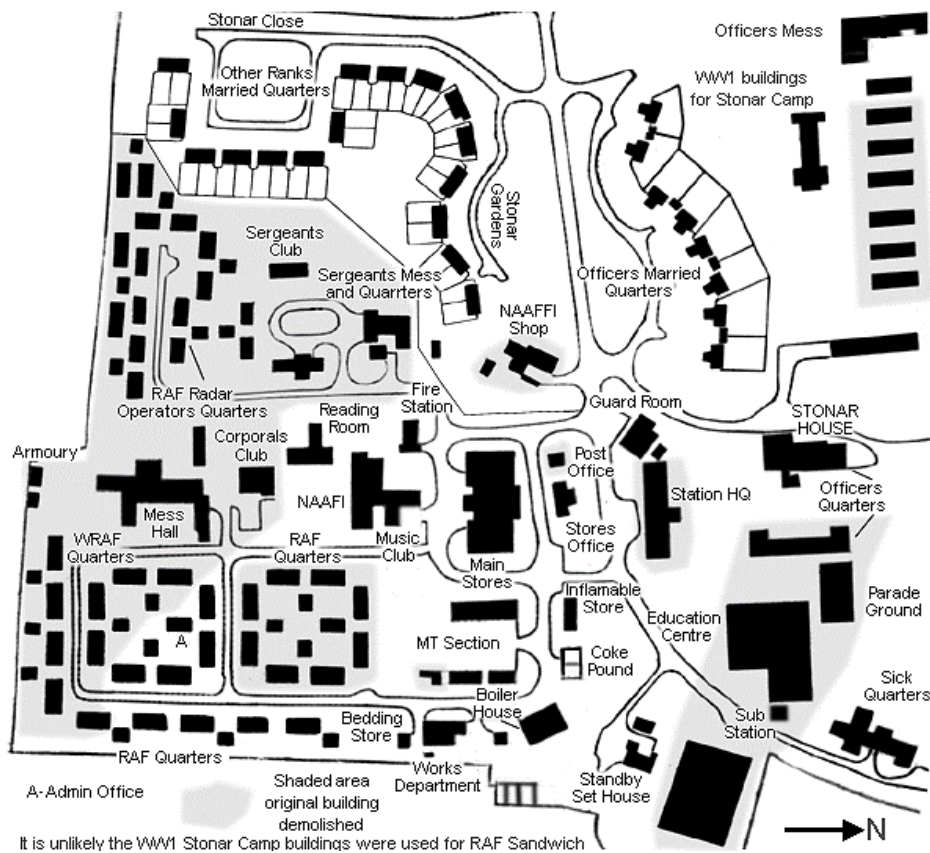 Stonar Close
Officers Mess
Other Ranks
Married Quarters
WW1 buildings
for Stonar Camp
Stonar
Gardens
Sergeants
Club
Sergeants Mess
and Quarrters
Officers Married
Quarters
NAAFFI
Shop
RAF Radar
Operators Quarters
Fire
Station
Guard Room
Reading
Room
STONAR
HOUSE
Corporals
Club
Armoury
Post
Office
Station HQ
Officers
Quarters
NAAFI
Mess
Hall
Stores
Office
WRAF
Quarters
RAF
Quarters
Music
Club
Main
Stores
Inflamable
Store
Parade
Ground
Education
Centre
A
MT Section
Coke
Pound
Sick
Quarters
Boiler
House
Bedding
Store
Sub
Station
RAF Quarters
Works
Department
Standby
Set House
A-Admin Office
Shaded area
original building
demolished
N
It is unlikely the WW1 Stonar Camp buildings were used for RAF Sandwich